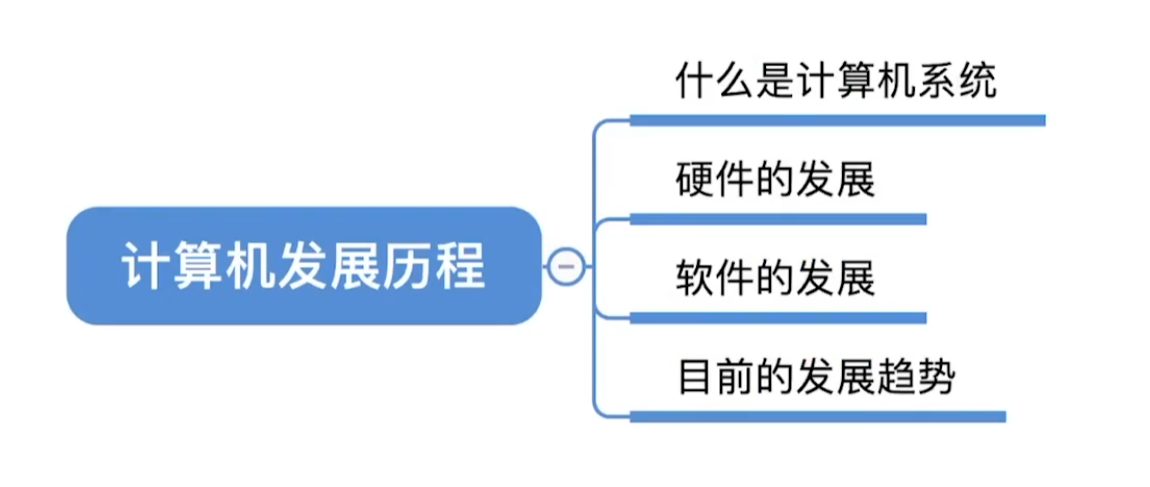 什么是计算机系统
硬件的发展
计算机发展历程
软件的发展
目前的发展趋势